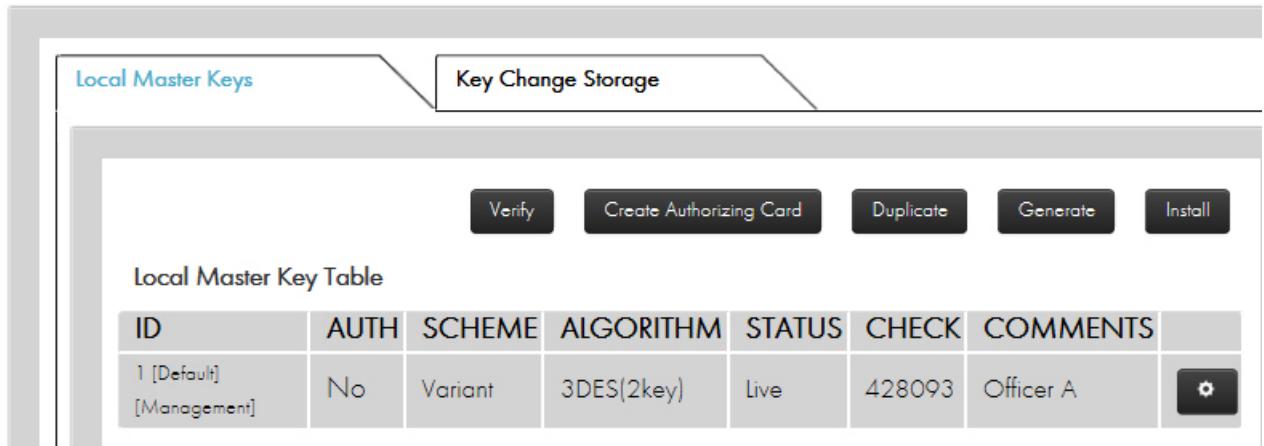 Local Master Keys Key Change Storage
Verify Create Authorizing Card Duplicate Generate Install
Local Master Key Table
ID AUTH SCHEME ALGORITHM STATUS CHECK COMMENTS
1 [Default]
[Management] No Variant 3DES(2key) Live 428093 Officer A